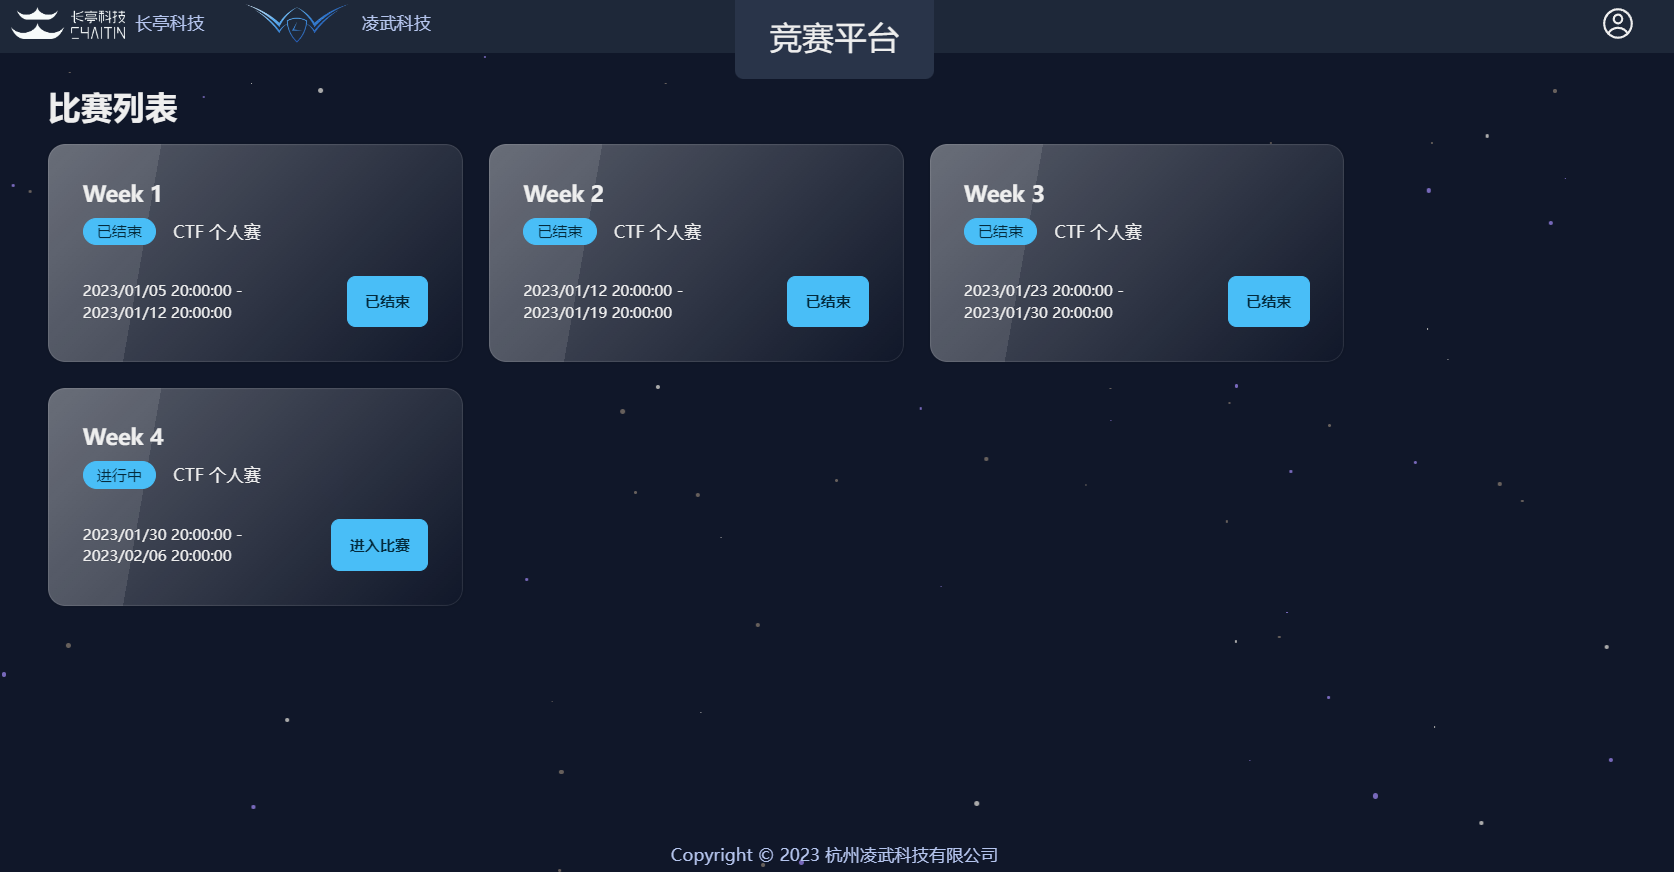 长亭科技
CHAITIN
长亭科技
凌武科技
竞赛平台
比赛列表
Week 1
已结束 CTF 个人赛
2023/01/05 20:00:00 -
2023/01/12 20:00:00
已结束
Week 2
已结束 CTF 个人赛
2023/01/12 20:00:00 -
2023/01/19 20:00:00
已结束
Week 3
已结束 CTF 个人赛
2023/01/23 20:00:00 -
2023/01/30 20:00:00
已结束
Week 4
进行中 CTF 个人赛
2023/01/30 20:00:00 -
2023/02/06 20:00:00
进入比赛
Copyright © 2023 杭州凌武科技有限公司